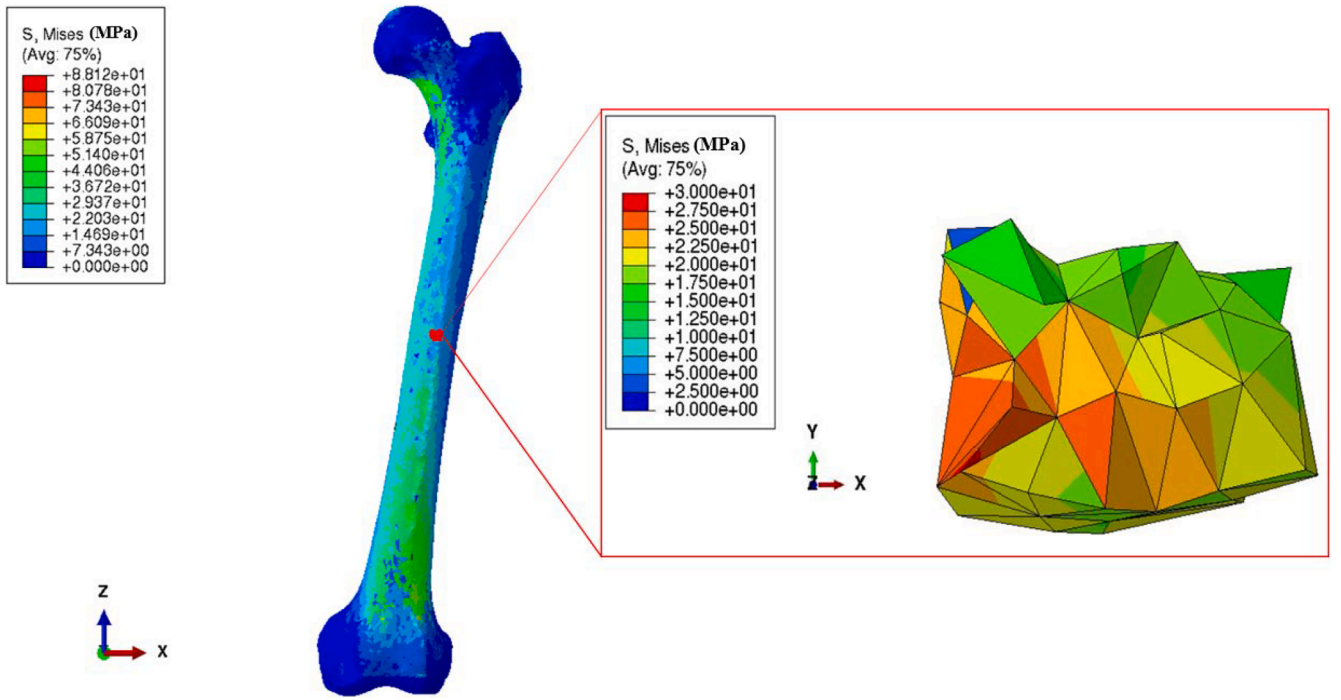 S, Mises (MPa)
(Avg: 75%)
+8.812e+01
+8.078e+01
+7.343e+01
+6.609e+01
+5.875e+01
+5.140e+01
+4.406e+01
+3.672e+01
+2.937e+01
+2.203e+01
+1.469e+01
+7.343e+00
+0.000e+00
S, Mises (MPa)
(Avg: 75%)
+3.000e+01
+2.750e+01
+2.500e+01
+2.250e+01
+2.000e+01
+1.750e+01
+1.500e+01
+1.250e+01
+1.000e+01
+7.500e+00
+5.000e+00
+2.500e+00
+0.000e+00
Y
Z X
Z
X